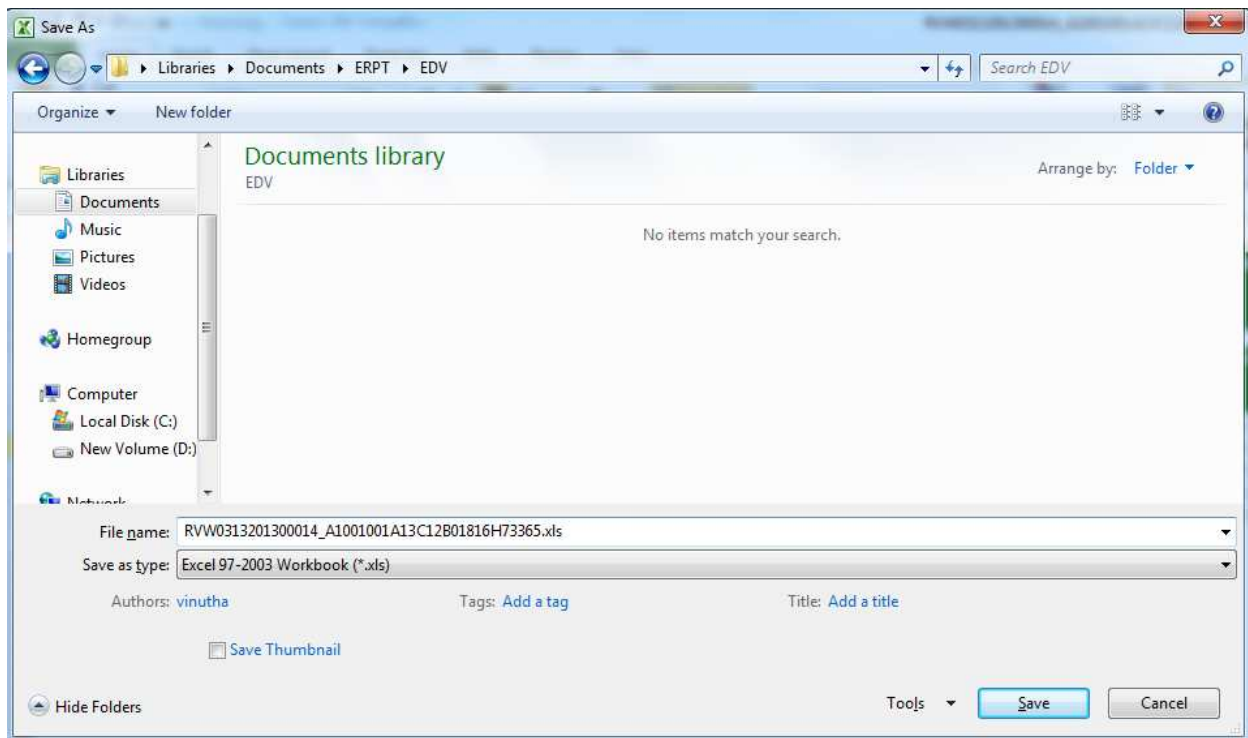 Save As
Libraries Documents ERPT EDV
Search EDV
Organize New folder
Documents library
EDV
Arrange by: Folder
No items match your search.
Libraries
Documents
Music
Pictures
Videos
Homegroup
Computer
Local Disk (C:)
New Volume (D:)
Network
File name: RVW0313201300014_A1001001A13C12B01816H73365.xls
Save as type: Excel 97-2003 Workbook (*.xls)
Authors: vinutha Tags: Add a tag Title: Add a title
Save Thumbnail
Hide Folders
Tools Save Cancel